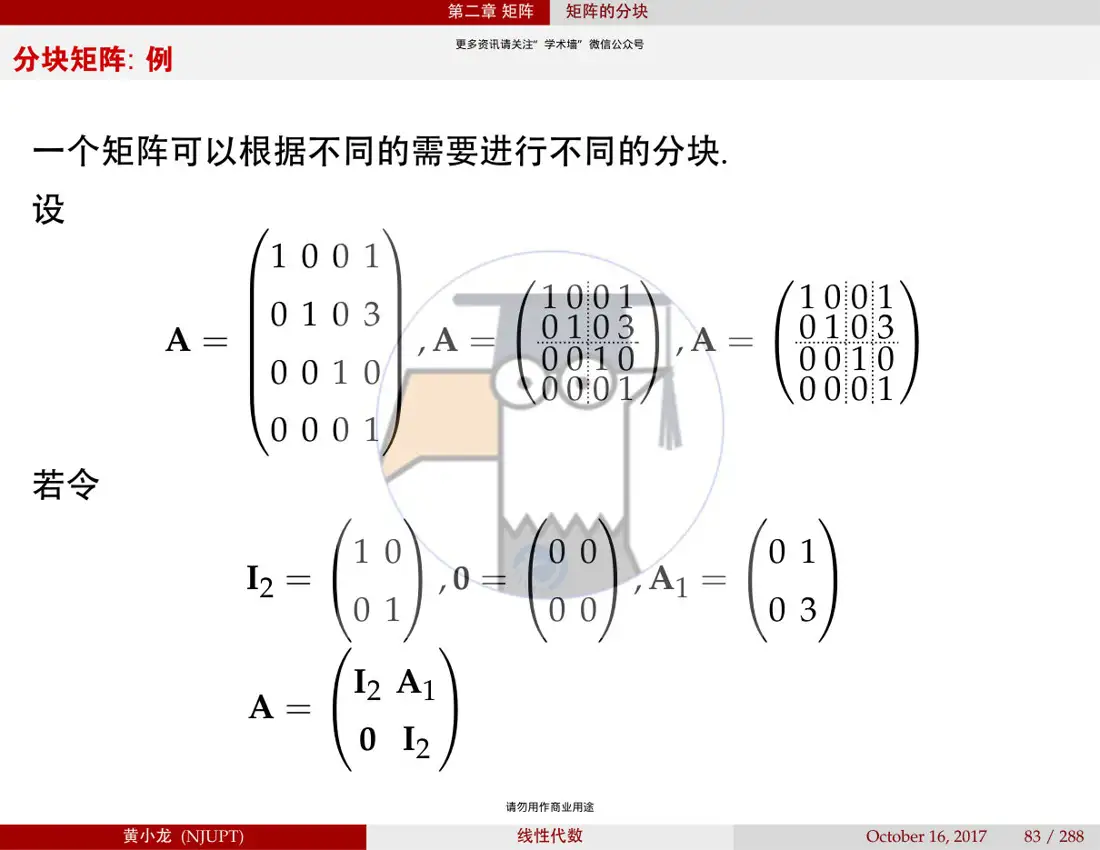 第二章 矩阵 矩阵的分块
更多资讯请关注“学术墙”微信公众号
分块矩阵: 例
一个矩阵可以根据不同的需要进行不同的分块.
设
A = (1 0 0 1 0 1 0 3 0 0 1 0 0 0 0 1), A = (1 0 0 1 0 1 0 3 0 0 1 0 0 0 0 1), A = (1 0 0 1 0 1 0 3 0 0 1 0 0 0 0 1)
若令
I₂ = (1 0 0 1), 0 = (0 0 0 0), A₁ = (0 1 0 3)
A = (I₂ A₁ 0 I₂)
请勿用作商业用途
黄小龙 (NJUPT) 线性代数 October 16, 2017 83 / 288